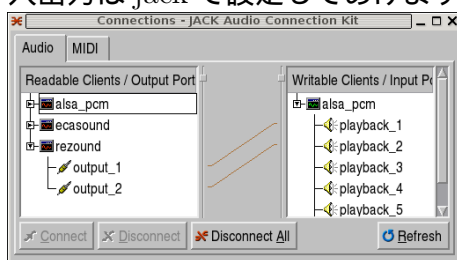 入出力は jack で設定してあげます
Connections - JACK Audio Connection Kit
Audio
MIDI
Readable Clients / Output Port
alsa_pcm
ecasound
rezound
output_1
output_2
Writable Clients / Input Po
alsa_pcm
playback_1
playback_2
playback_3
playback_4
playback_5
Connect
Disconnect
Disconnect All
Refresh